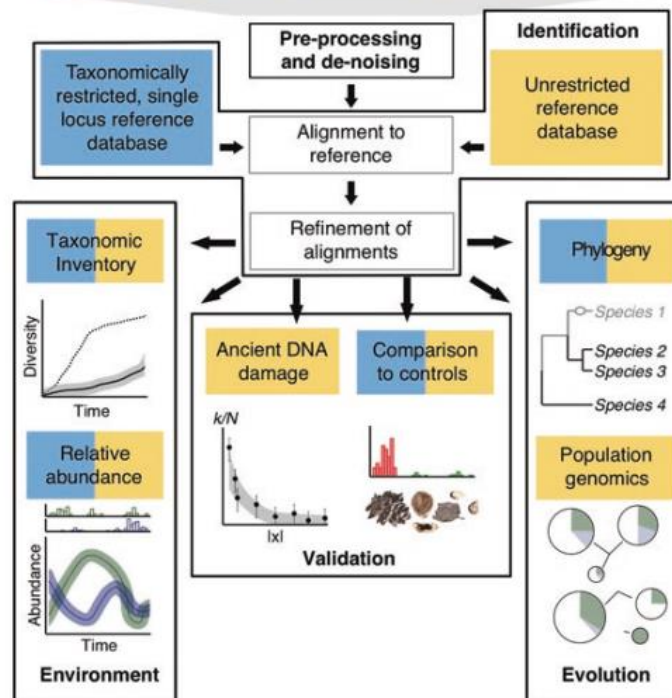 Pre-processing
and de-noising
Identification
Taxonomically
restricted, single
locus reference
database
Alignment to
reference
Unrestricted
reference
database
Refinement of
alignments
Taxonomic
Inventory
Diversity
Time
Relative
abundance
Abundance
Time
Environment
Ancient DNA
damage
k/N
|x|
Comparison
to controls
Validation
Phylogeny
Species 1
Species 2
Species 3
Species 4
Population
genomics
Evolution